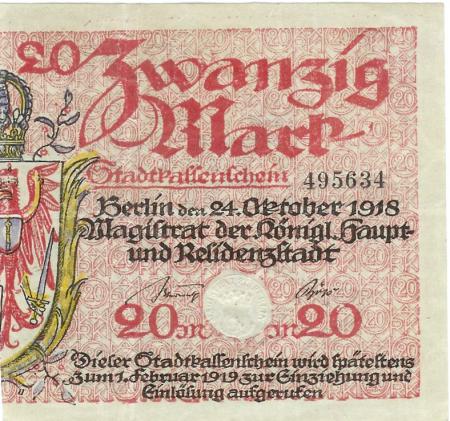 20 Zwanzig
Mark
Stadtkassenschein 495634
Berlin den 24. Oktober 1918
Magistrat der Königl. Haupt-
und Residenzstadt
20 M M 20
Dieser Stadtkassenschein wird spätestens
zum 1. Februar 1919 zur Einziehung und
Einlösung aufgerufen